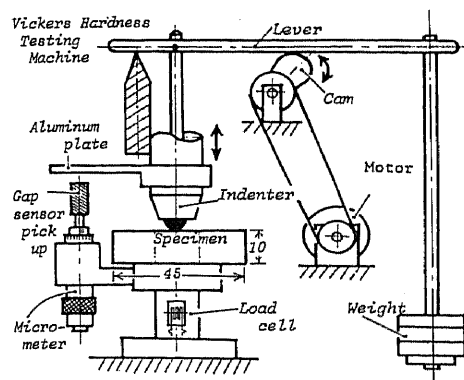 Vickers Hardness
Testing
Machine
Lever
Cam
Aluminum
plate
Motor
Gap
sensor
pick
up
Indenter
Specimen
10
45
Load
cell
Micro-
meter
Weight